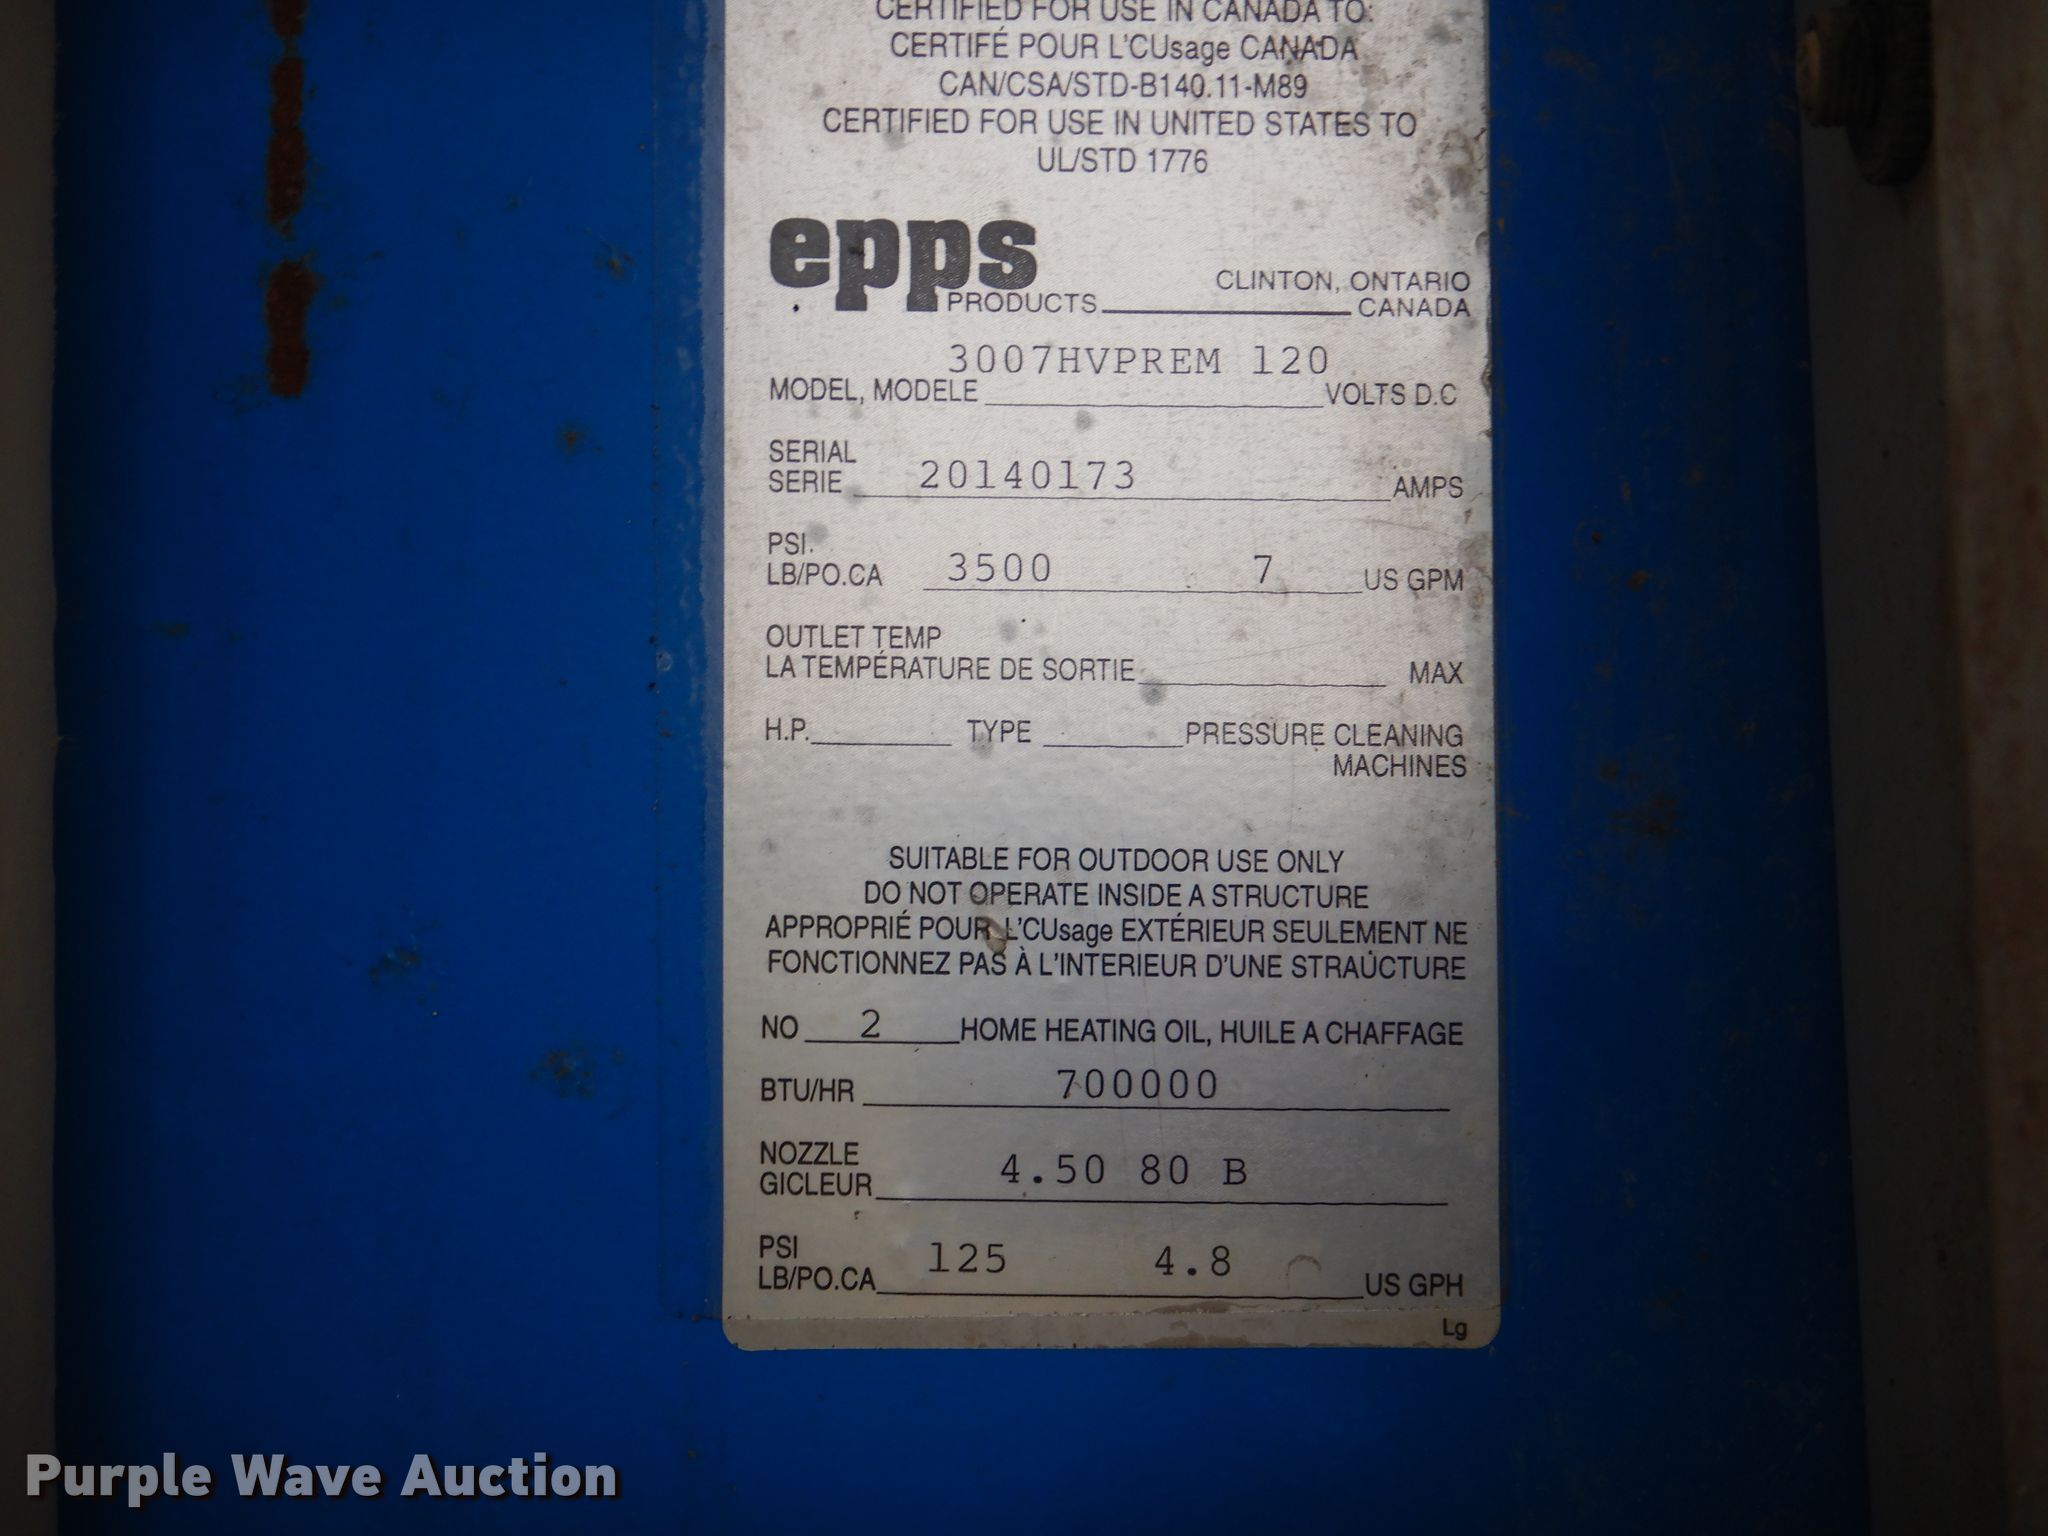 CERTIFIED FOR USE IN CANADA TO:
CERTIFÉ POUR L'CUsage CANADA
CAN/CSA/STD-B140.11-M89
CERTIFIED FOR USE IN UNITED STATES TO
UL/STD 1776
epps
PRODUCTS
CLINTON, ONTARIO
CANADA
3007HVPREM 120
MODEL, MODELE VOLTS D.C
SERIAL
SERIE 20140173 AMPS
PSI.
LB/PO.CA 3500 7 US GPM
OUTLET TEMP
LA TEMPÉRATURE DE SORTIE MAX
H.P. TYPE PRESSURE CLEANING
MACHINES
SUITABLE FOR OUTDOOR USE ONLY
DO NOT OPERATE INSIDE A STRUCTURE
APPROPRIÉ POUR L'CUsage EXTÉRIEUR SEULEMENT NE
FONCTIONNEZ PAS À L'INTERIEUR D'UNE STRAÙCTURE
NO 2 HOME HEATING OIL, HUILE A CHAFFAGE
BTU/HR 700000
NOZZLE
GICLEUR 4.50 80 B
PSI
LB/PO.CA 125 4.8 US GPH
Lg
Purple Wave Auction